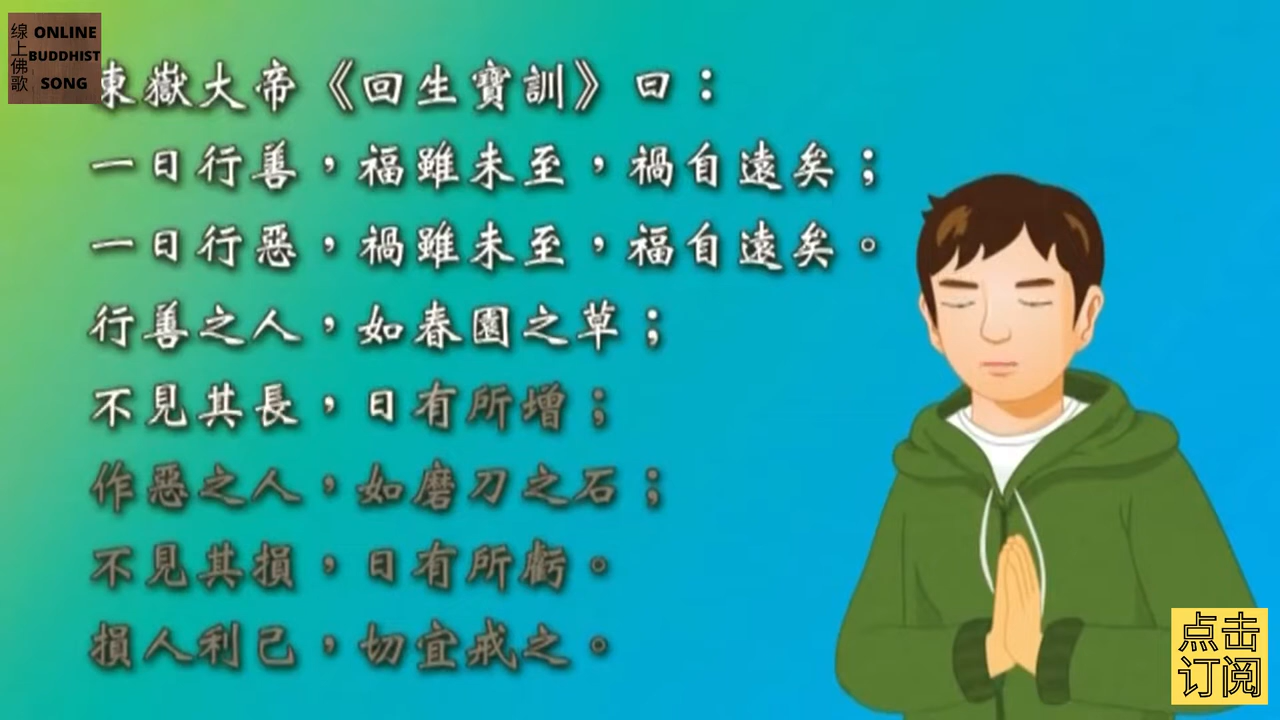 线上佛歌
ONLINE
BUDDHIST
SONG
東嶽大帝《回生寶訓》曰：
一日行善，福雖未至，禍自遠矣；
一日行惡，禍雖未至，福自遠矣。
行善之人，如春園之草；
不見其長，日有所增；
作惡之人，如磨刀之石；
不見其損，日有所虧。
損人利己，切宜戒之。
点击
订阅